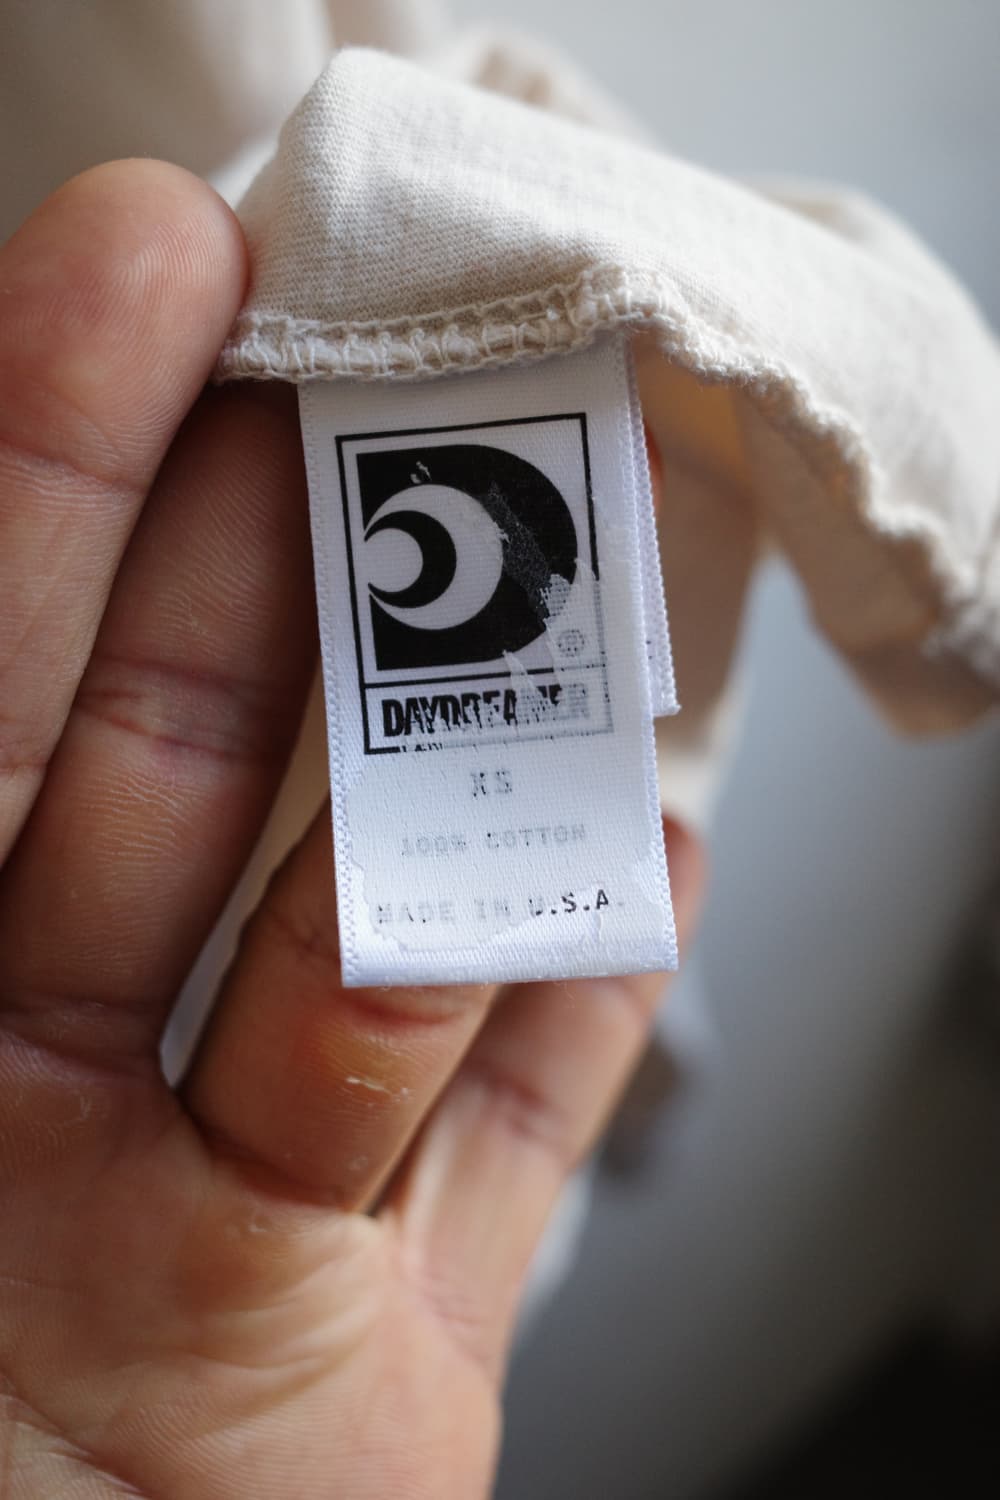 DAYDREAMER
XS
100% COTTON
MADE IN U.S.A.